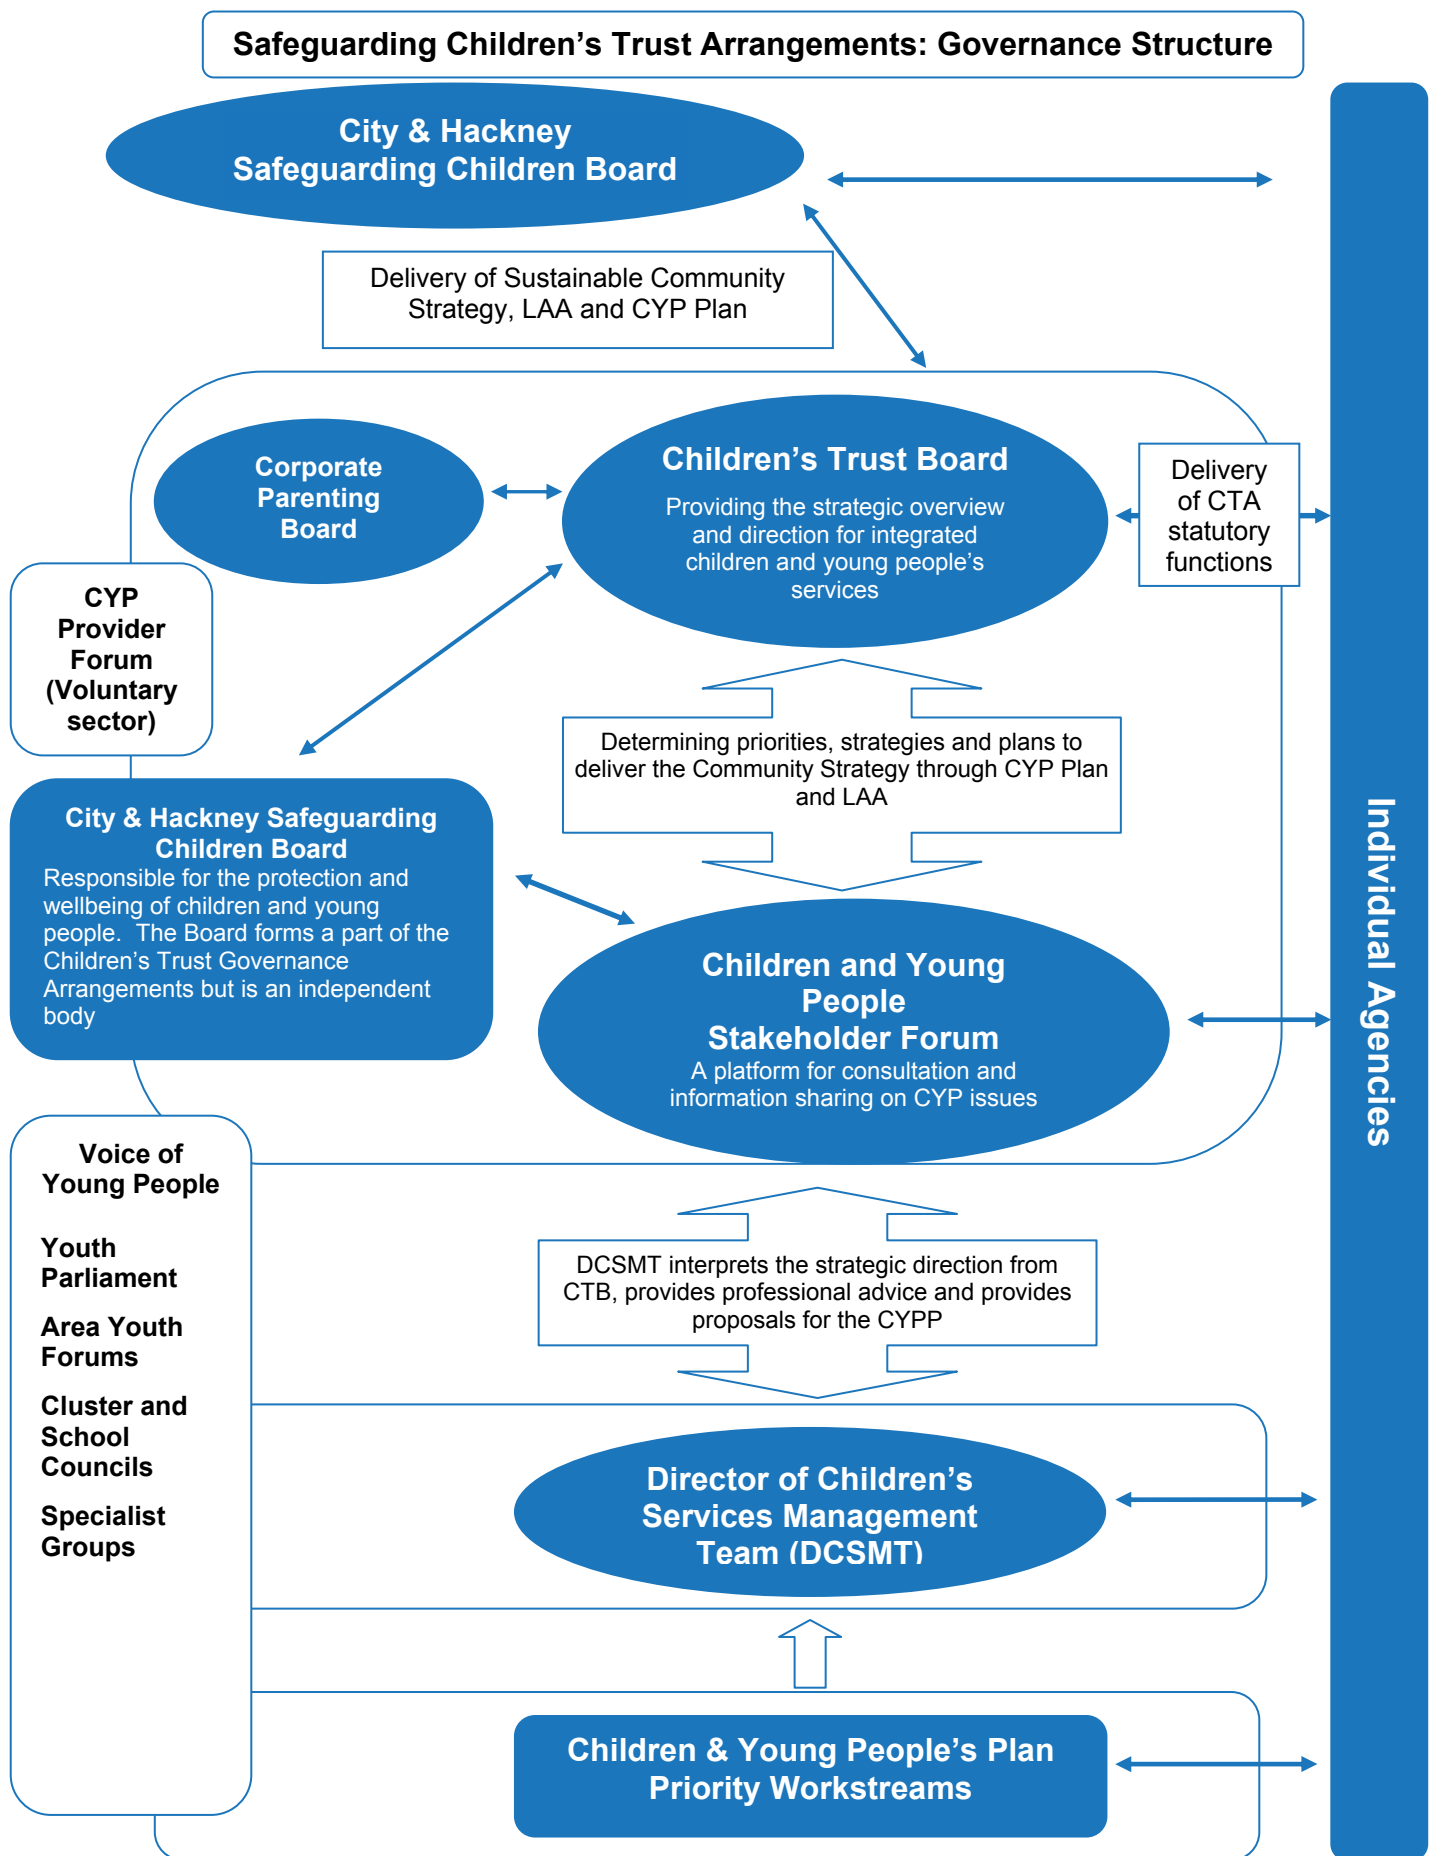 Safeguarding Children’s Trust Arrangements: Governance Structure
City & Hackney
Safeguarding Children Board
Delivery of Sustainable Community
Strategy, LAA and CYP Plan
Corporate
Parenting
Board
Children’s Trust Board
Providing the strategic overview
and direction for integrated
children and young people’s
services
Delivery
of CTA
statutory
functions
CYP
Provider
Forum
(Voluntary
sector)
Determining priorities, strategies and plans to
deliver the Community Strategy through CYP Plan
and LAA
City & Hackney Safeguarding
Children Board
Responsible for the protection and
wellbeing of children and young
people.  The Board forms a part of the
Children’s Trust Governance
Arrangements but is an independent
body
Children and Young
People
Stakeholder Forum
A platform for consultation and
information sharing on CYP issues
Individual Agencies
Voice of
Young People
Youth
Parliament
Area Youth
Forums
Cluster and
School
Councils
Specialist
Groups
DCSMT interprets the strategic direction from
CTB, provides professional advice and provides
proposals for the CYPP
Director of Children’s
Services Management
Team (DCSMT)
Children & Young People’s Plan
Priority Workstreams